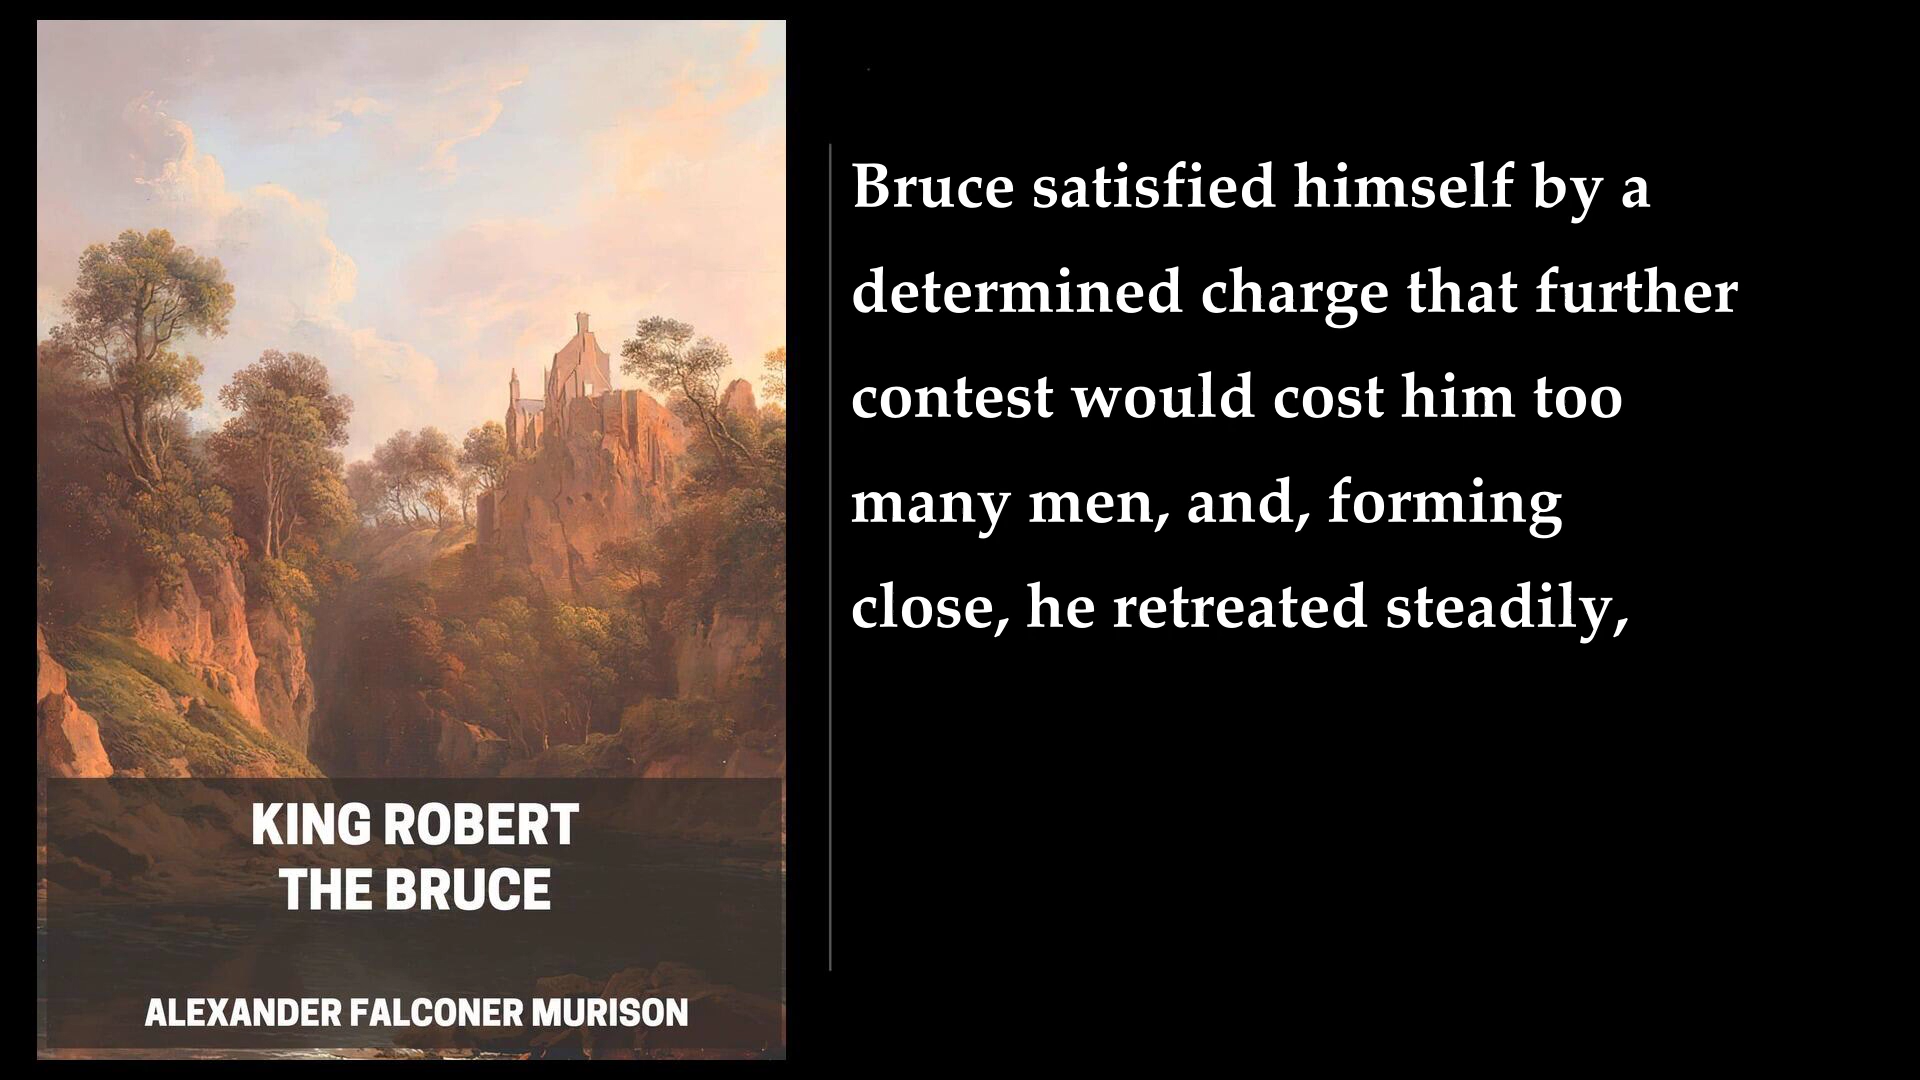 KING ROBERT
THE BRUCE
ALEXANDER FALCONER MURISON
Bruce satisfied himself by a
determined charge that further
contest would cost him too
many men, and, forming
close, he retreated steadily,